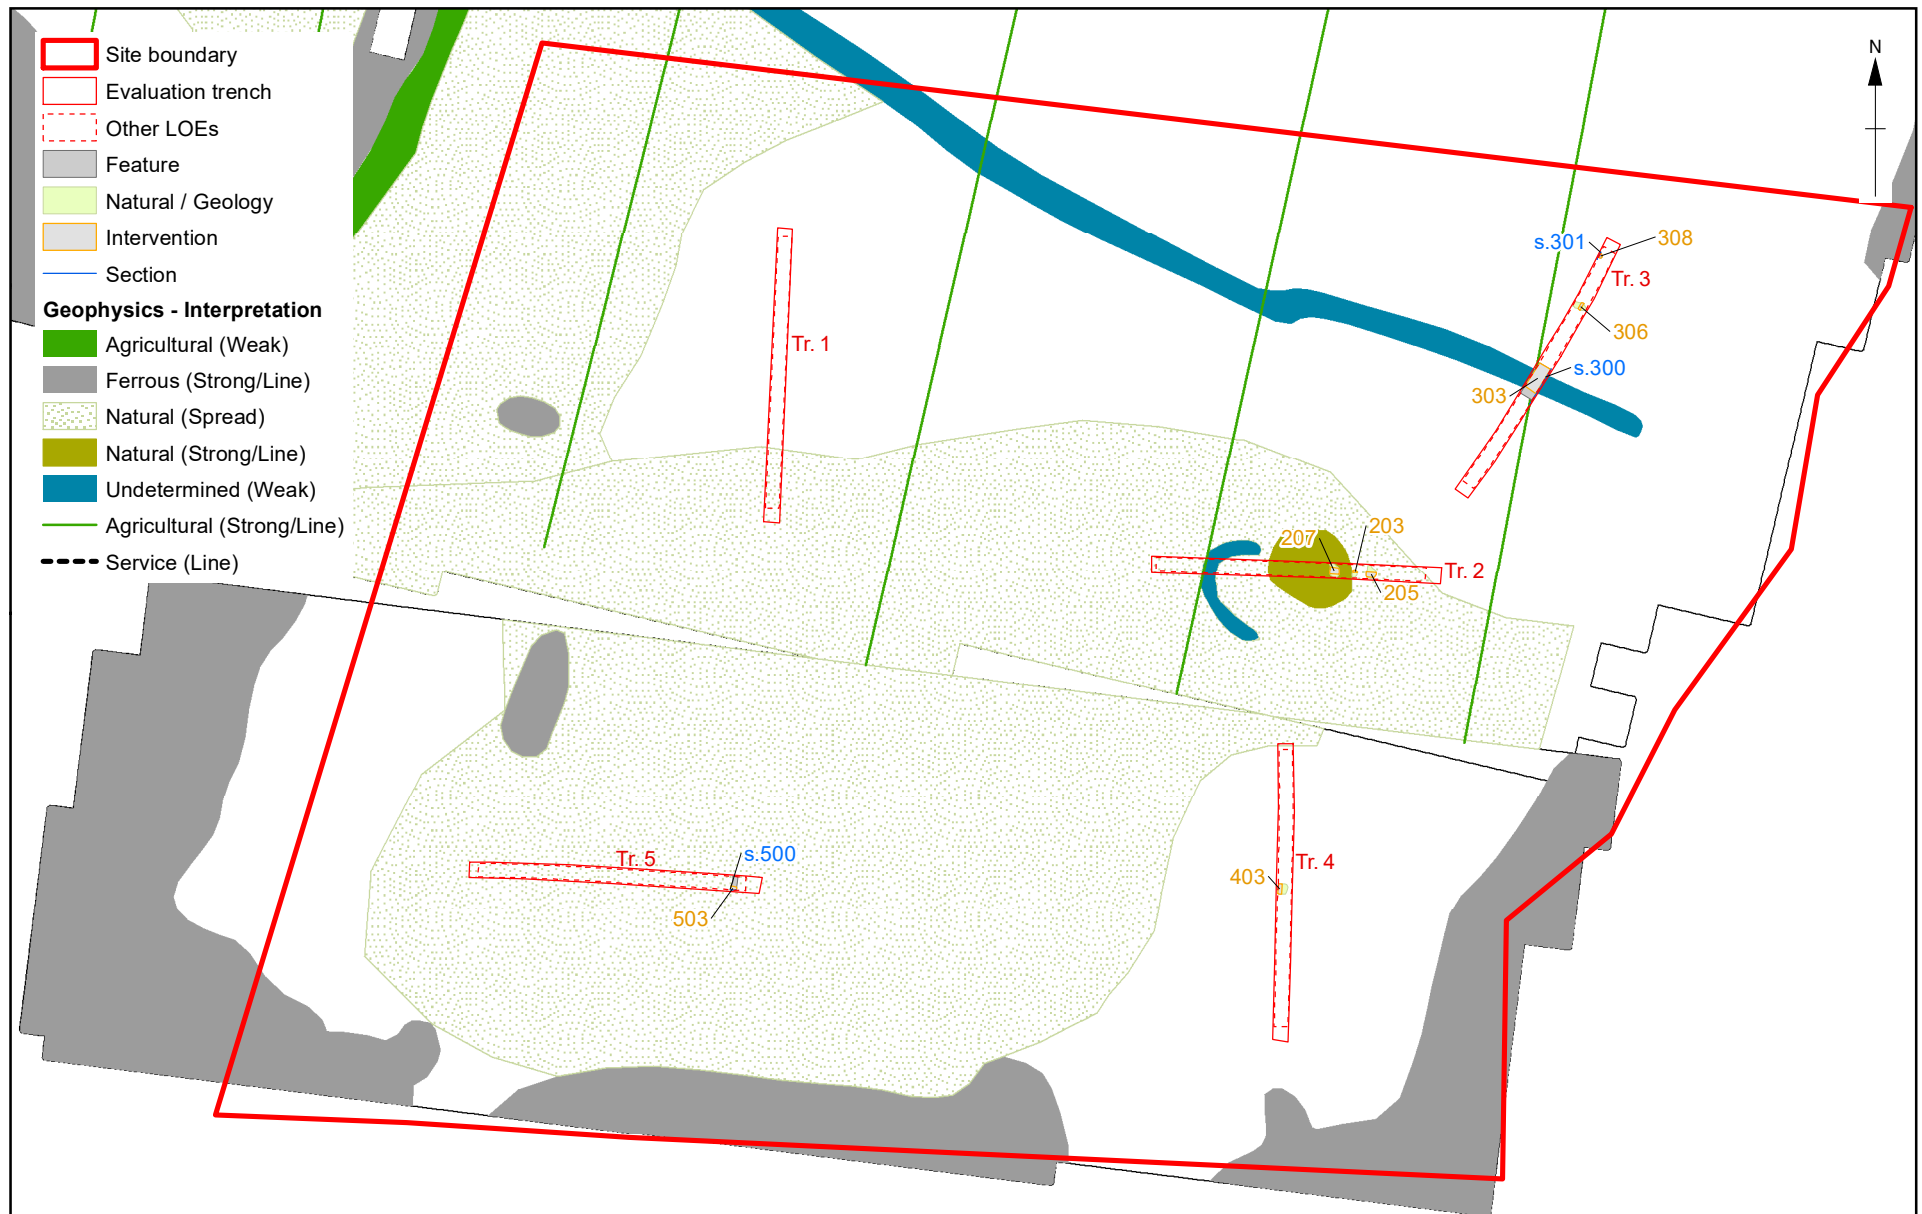 Site boundary
Evaluation trench
Other LOEs
Feature
Natural / Geology
Intervention
Section
Geophysics - Interpretation
Agricultural (Weak)
Ferrous (Strong/Line)
Natural (Spread)
Natural (Strong/Line)
Undetermined (Weak)
Agricultural (Strong/Line)
Service (Line)
N
s.301
308
Tr. 3
306
Tr. 1
s.300
303
203
207
Tr. 2
205
s.500
Tr. 5
Tr. 4
403
503